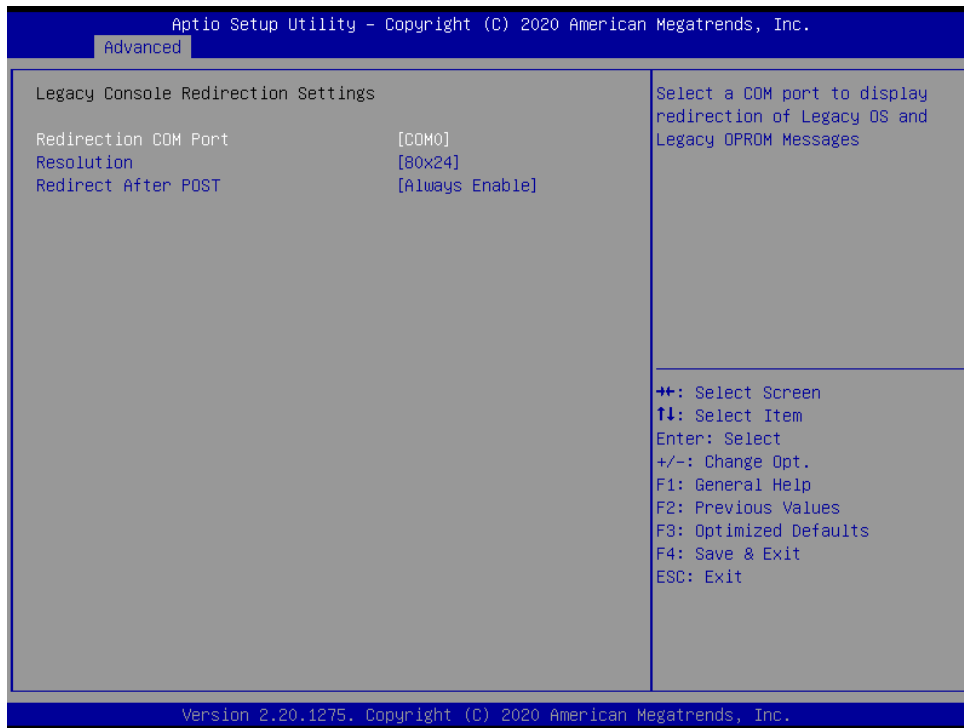 Aptio Setup Utility – Copyright (C) 2020 American Megatrends, Inc.
Advanced
Legacy Console Redirection Settings
Redirection COM Port [COM0]
Resolution [80x24]
Redirect After POST [Always Enable]
Select a COM port to display
redirection of Legacy OS and
Legacy OPROM Messages
→←: Select Screen
↑↓: Select Item
Enter: Select
+/-: Change Opt.
F1: General Help
F2: Previous Values
F3: Optimized Defaults
F4: Save & Exit
ESC: Exit
Version 2.20.1275. Copyright (C) 2020 American Megatrends, Inc.